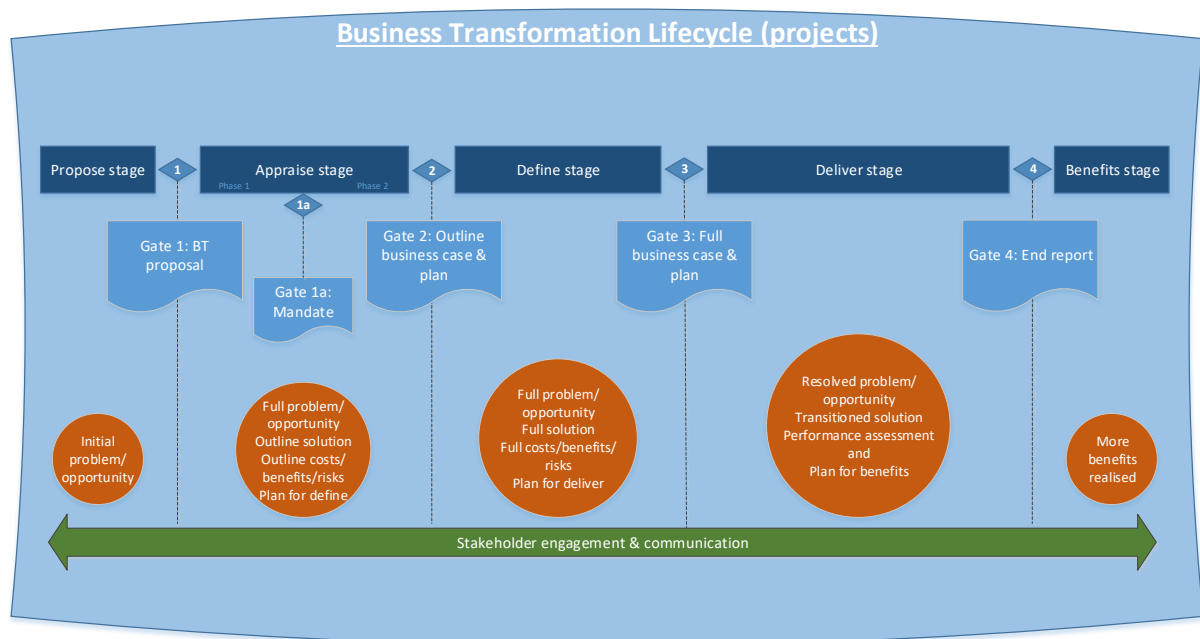 Business Transformation Lifecycle (projects)
Propose stage
1
Appraise stage
Phase 1
Phase 2
1a
2
Define stage
3
Deliver stage
4
Benefits stage
Gate 1: BT
proposal
Gate 1a:
Mandate
Gate 2: Outline
business case &
plan
Gate 3: Full
business case &
plan
Gate 4: End report
Initial
problem/
opportunity
Full problem/
opportunity
Outline solution
Outline costs/
benefits/risks
Plan for define
Full problem/
opportunity
Full solution
Full costs/benefits/
risks
Plan for deliver
Resolved problem/
opportunity
Transitioned solution
Performance assessment
and
Plan for benefits
More
benefits
realised
Stakeholder engagement & communication